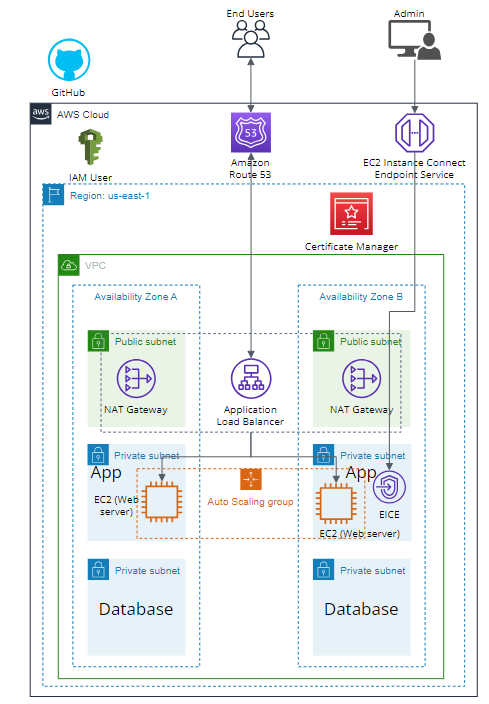 End Users
Admin
GitHub
aws
AWS Cloud
IAM User
53
Amazon
Route 53
EC2 Instance Connect
Endpoint Service
Region: us-east-1
Certificate Manager
VPC
Availability Zone A
Availability Zone B
Public subnet
Public subnet
NAT Gateway
Application
Load Balancer
NAT Gateway
Private subnet
Private subnet
App
App
EC2 (Web
server)
Auto Scaling group
EC2 (Web server)
EICE
Private subnet
Private subnet
Database
Database